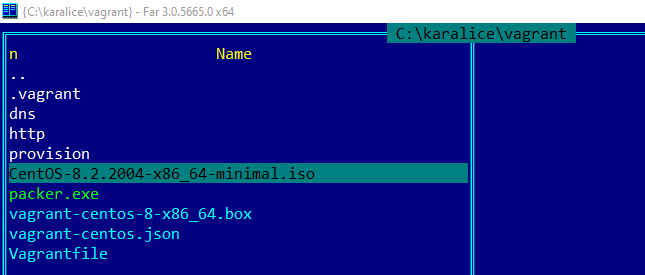 {C:\karalice\vagrant} - Far 3.0.5665.0 x64
C:\karalice\vagrant
n Name
..
.vagrant
dns
http
provision
CentOS-8.2.2004-x86_64-minimal.iso
packer.exe
vagrant-centos-8-x86_64.box
vagrant-centos.json
Vagrantfile